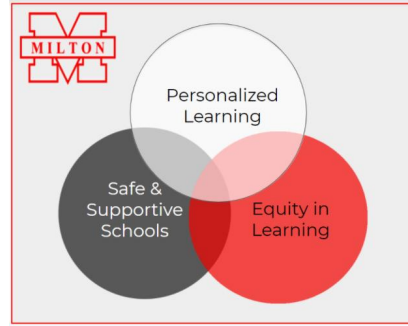 MILTON
Personalized
Learning
Safe &
Supportive
Schools
Equity in
Learning